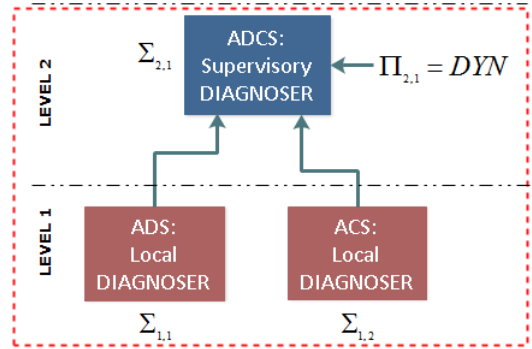 LEVEL 2
Σ2,1
ADCS:
Supervisory
DIAGNOSER
Π2,1 = DYN
LEVEL 1
ADS:
Local
DIAGNOSER
ACS:
Local
DIAGNOSER
Σ1,1
Σ1,2